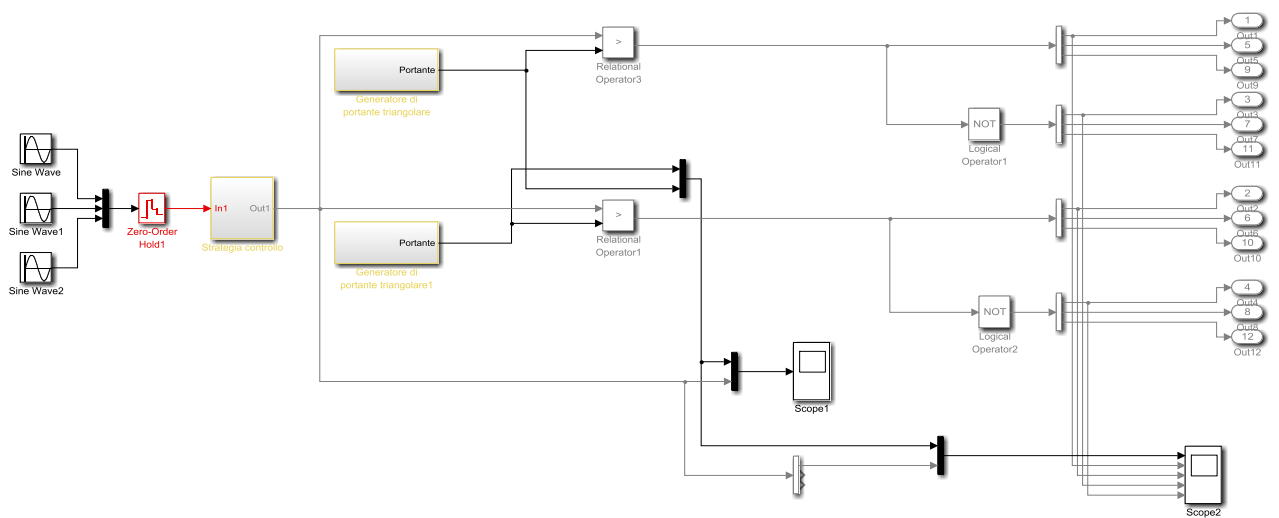 Sine Wave
Sine Wave1
Sine Wave2
Zero-Order
Hold1
In1
Out1
Strategia controllo
Portante
Generatore di
portante triangolare
Portante
Generatore di
portante triangolare1
>
Relational
Operator3
>
Relational
Operator1
NOT
Logical
Operator1
NOT
Logical
Operator2
Scope1
Scope2
1
Out1
5
Out5
9
Out9
3
Out3
7
Out7
11
Out11
2
Out2
6
Out6
10
Out10
4
Out4
8
Out8
12
Out12